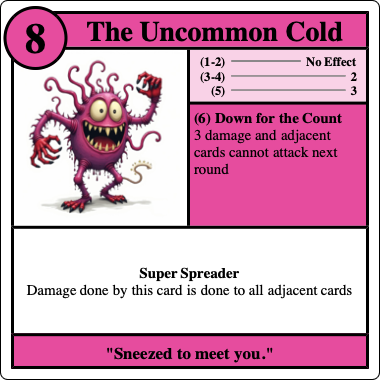 8
The Uncommon Cold
(1-2) No Effect
(3-4) 2
(5) 3
(6) Down for the Count
3 damage and adjacent
cards cannot attack next
round
Super Spreader
Damage done by this card is done to all adjacent cards
"Sneezed to meet you."